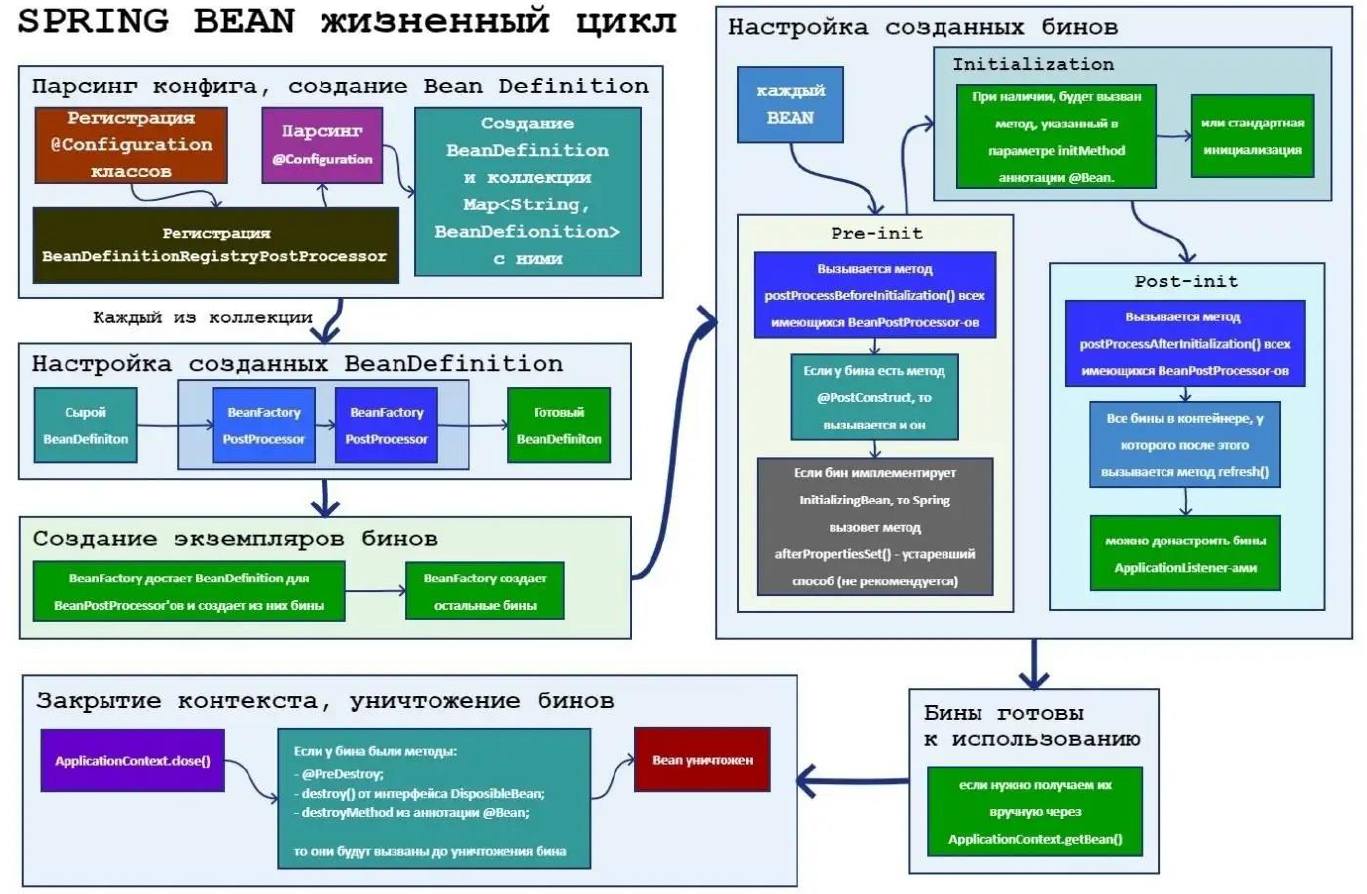 SPRING BEAN жизненный цикл
Парсинг конфига, создание Bean Definition
Регистрация
@Configuration
классов
Парсинг
@Configuration
Создание
BeanDefinition
и коллекции
Map<String,
BeanDefionition>
с ними
Регистрация
BeanDefinitionRegistryPostProcessor
Каждый из коллекции
Настройка созданных BeanDefinition
Сырой
BeanDefiniton
BeanFactory
PostProcessor
BeanFactory
PostProcessor
Готовый
BeanDefiniton
Создание экземпляров бинов
BeanFactory достает BeanDefinition для
BeanPostProcessor'ов и создает из них бины
BeanFactory создает
остальные бины
Настройка созданных бинов
каждый
BEAN
Initialization
При наличии, будет вызван
метод, указанный в
параметре initMethod
аннотации @Bean.
или стандартная
инициализация
Pre-init
Вызывается метод
postProcessBeforeInitialization() всех
имеющихся BeanPostProcessor-ов
Если у бина есть метод
@PostConstruct, то
вызывается и он
Если бин имплементирует
InitializingBean, то Spring
вызовет метод
afterPropertiesSet() - устаревший
способ (не рекомендуется)
Post-init
Вызывается метод
postProcessAfterInitialization() всех
имеющихся BeanPostProcessor-ов
Все бины в контейнере, у
которого после этого
вызывается метод refresh()
можно донастроить бины
ApplicationListener-ами
Бины готовы
к использованию
если нужно получаем их
вручную через
ApplicationContext.getBean()
Закрытие контекста, уничтожение бинов
ApplicationContext.close()
Если у бина были методы:
- @PreDestroy;
- destroy() от интерфейса DisposibleBean;
- destroyMethod из аннотации @Bean;
то они будут вызваны до уничтожения бина
Bean уничтожен